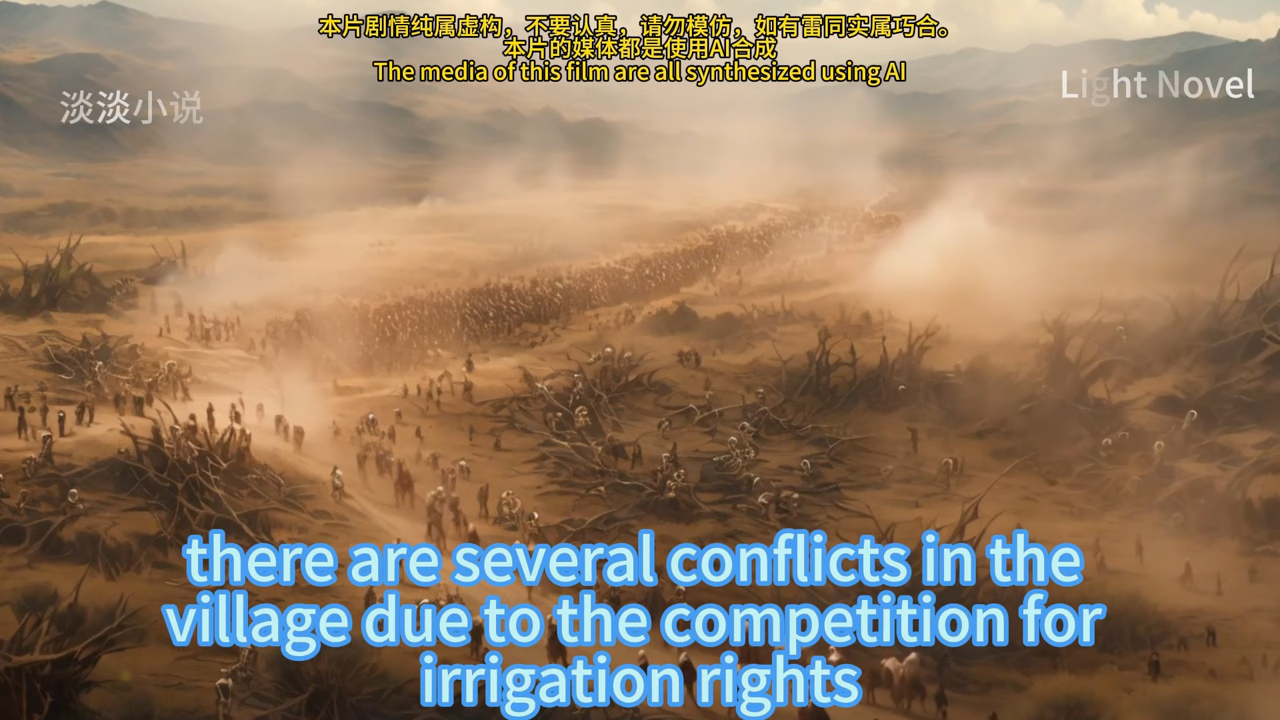 本片剧情纯属虚构，不要认真，请勿模仿，如有雷同实属巧合。
本片的媒体都是使用AI合成
The media of this film are all synthesized using AI
淡淡小说
Light Novel
there are several conflicts in the
village due to the competition for
irrigation rights